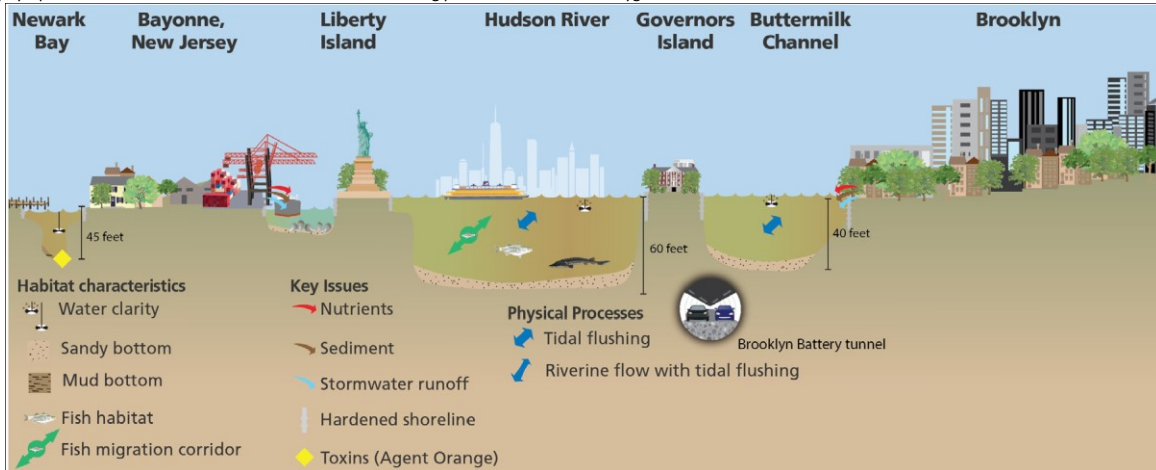 Newark
Bay
Bayonne,
New Jersey
Liberty
Island
Hudson River
Governors
Island
Buttermilk
Channel
Brooklyn
45 feet
60 feet
40 feet
Habitat characteristics
Water clarity
Sandy bottom
Mud bottom
Fish habitat
Fish migration corridor
Key Issues
Nutrients
Sediment
Stormwater runoff
Hardened shoreline
Toxins (Agent Orange)
Physical Processes
Tidal flushing
Riverine flow with tidal flushing
Brooklyn Battery tunnel